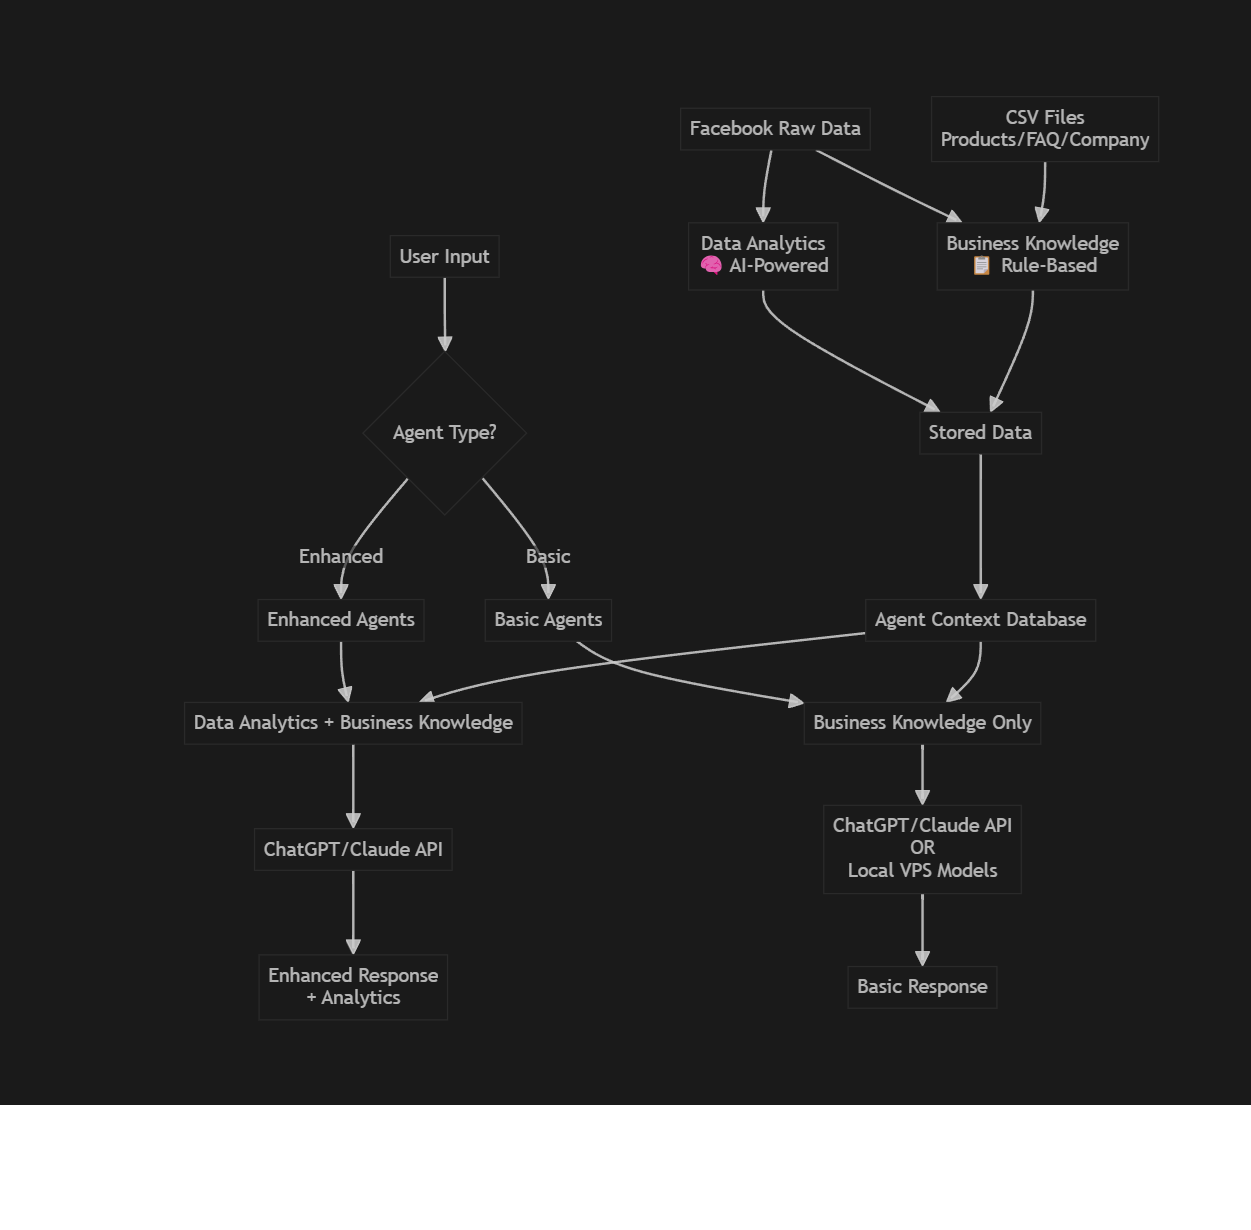 Facebook Raw Data
CSV Files
Products/FAQ/Company
User Input
Data Analytics
🧠 AI-Powered
Business Knowledge
📋 Rule-Based
Agent Type?
Stored Data
Enhanced
Basic
Enhanced Agents
Basic Agents
Agent Context Database
Data Analytics + Business Knowledge
Business Knowledge Only
ChatGPT/Claude API
ChatGPT/Claude API
OR
Local VPS Models
Enhanced Response
+ Analytics
Basic Response